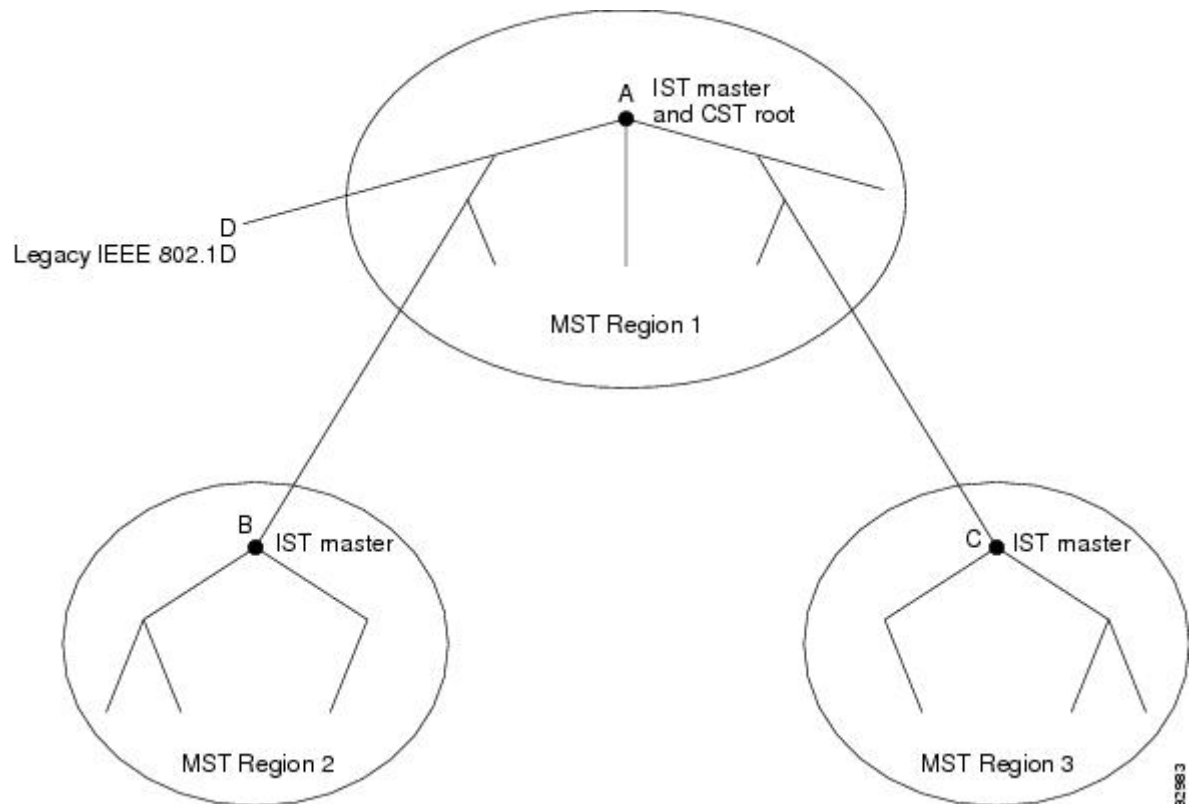 A
IST master
and CST root
D
Legacy IEEE 802.1D
MST Region 1
B
IST master
C
IST master
MST Region 2
MST Region 3